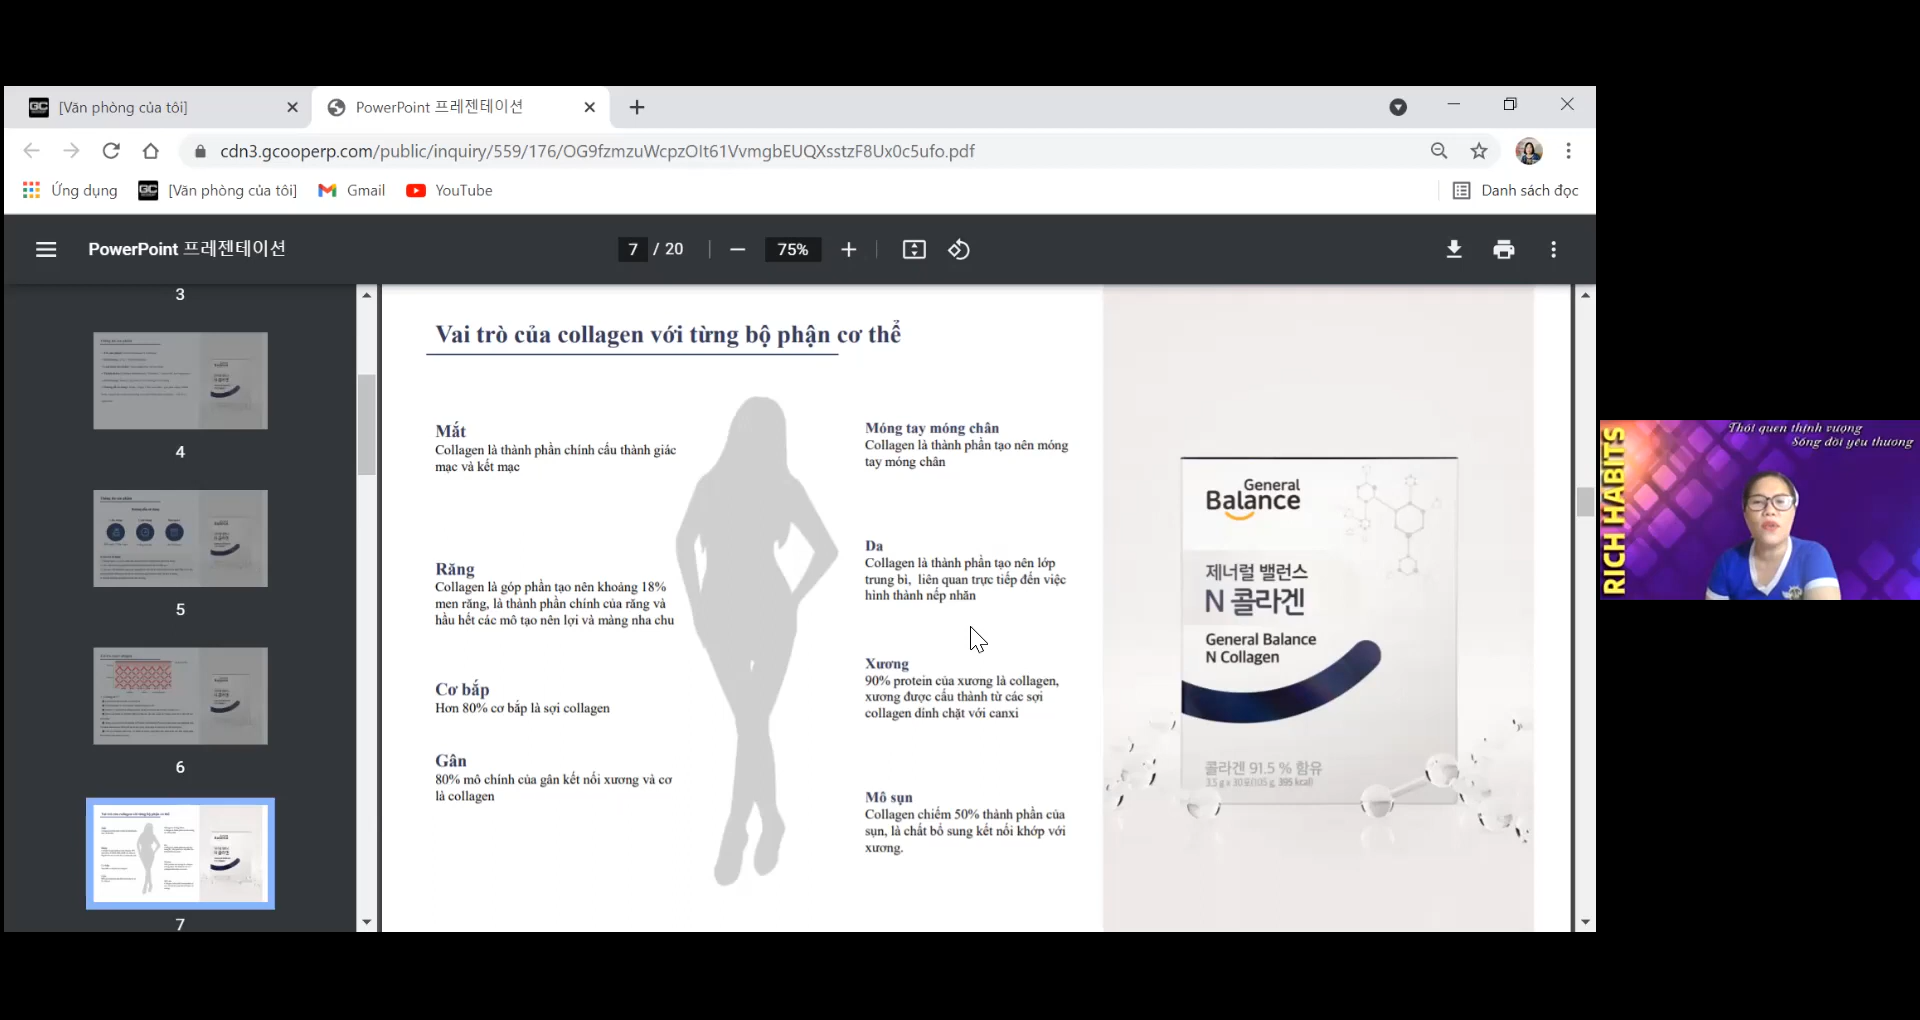 [Văn phòng của tôi]
PowerPoint 프레젠테이션
cdn3.gcooperp.com/public/inquiry/559/176/OG9fzmzuWcpzOIt61VvmgbEUQXsstzF8Ux0c5ufo.pdf
Ứng dụng
[Văn phòng của tôi]
Gmail
YouTube
Danh sách đọc
PowerPoint 프레젠테이션
7 / 20
75%
3
4
5
6
7
Vai trò của collagen với từng bộ phận cơ thể
Mắt
Collagen là thành phần chính cấu thành giác
mạc và kết mạc
Răng
Collagen là góp phần tạo nên khoảng 18%
men răng, là thành phần chính của răng và
hầu hết các mô tạo nên lợi và màng nha chu
Cơ bắp
Hơn 80% cơ bắp là sợi collagen
Gân
80% mô chính của gân kết nối xương và cơ
là collagen
Móng tay móng chân
Collagen là thành phần tạo nên móng
tay móng chân
Da
Collagen là thành phần tạo nên lớp
trung bì, liên quan trực tiếp đến việc
hình thành nếp nhăn
Xương
90% protein của xương là collagen,
xương được cấu thành từ các sợi
collagen dính chặt với canxi
Mô sụn
Collagen chiếm 50% thành phần của
sụn, là chất bổ sung kết nối khớp với
xương.
General
Balance
제너럴 밸런스
N 콜라겐
General Balance
N Collagen
콜라겐 91.5 % 함유
3.5 g x 30포(105 g, 395 kcal)
RICH HABITS
Thói quen thịnh vượng
Sống đời yêu thương